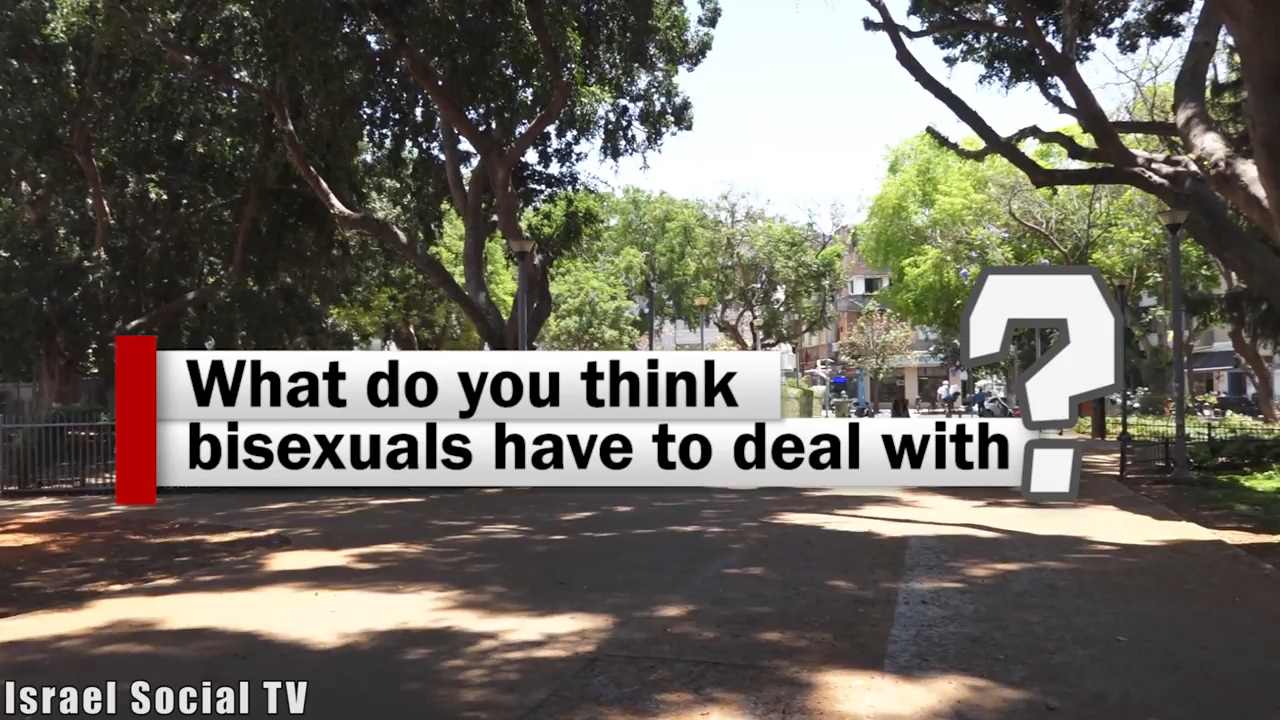 What do you think
bisexuals have to deal with?
Israel Social TV